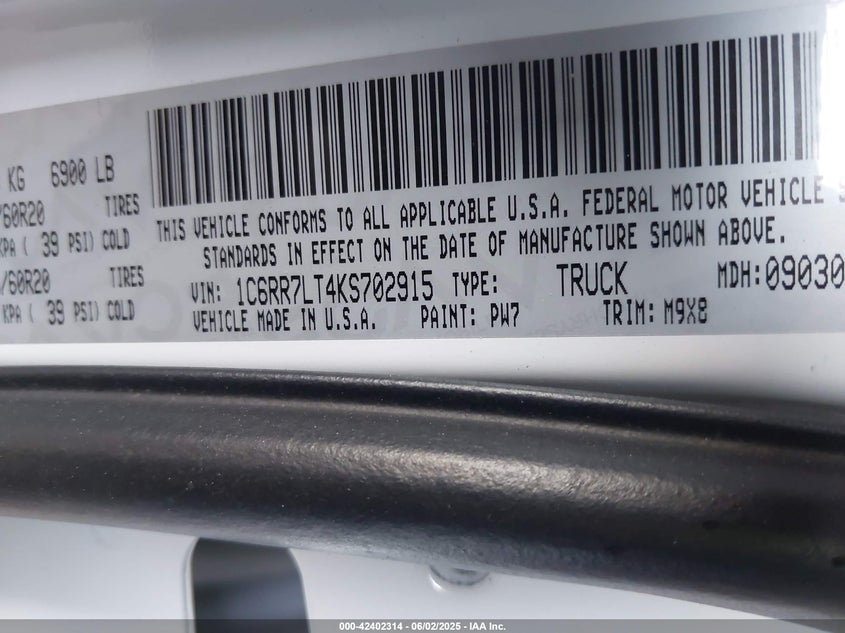 KG 6900 LB
/60R20 TIRES
KPA ( 39 PSI) COLD
/60R20 TIRES
KPA ( 39 PSI) COLD
THIS VEHICLE CONFORMS TO ALL APPLICABLE U.S.A. FEDERAL MOTOR VEHICLE S
STANDARDS IN EFFECT ON THE DATE OF MANUFACTURE SHOWN ABOVE.
VIN: 1C6RR7LT4KS702915 TYPE: TRUCK MDH: 09030
VEHICLE MADE IN U.S.A. PAINT: PW7 TRIM: M9X8
000-42402314 - 06/02/2025 - IAA Inc.